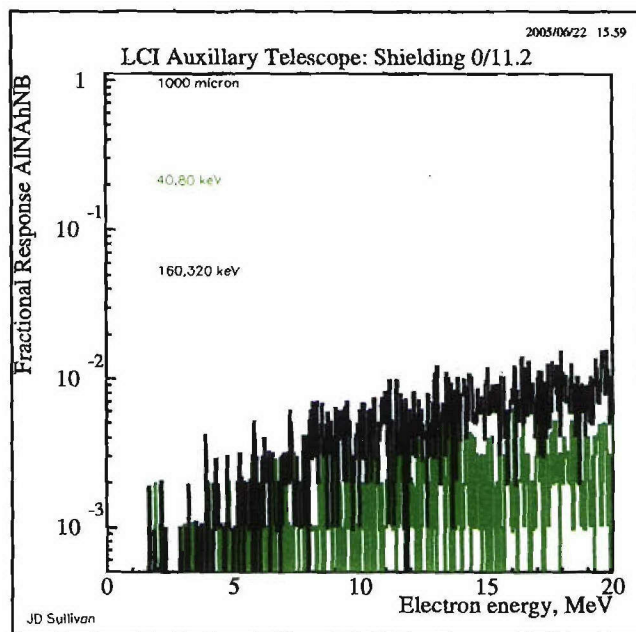 2005/06/22 15.59
LCI Auxillary Telescope: Shielding 0/11.2
1000 micron
40,80 keV
160,320 keV
Fractional Response AlNAhNB
1
10 -1
10 -2
10 -3
0 5 10 15 20
Electron energy, MeV
JD Sullivan